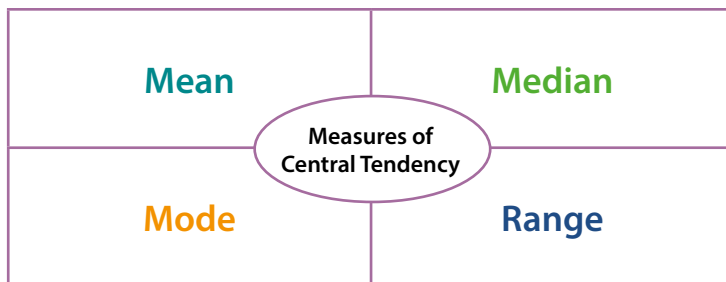 Mean
Median
Measures of
Central Tendency
Mode
Range